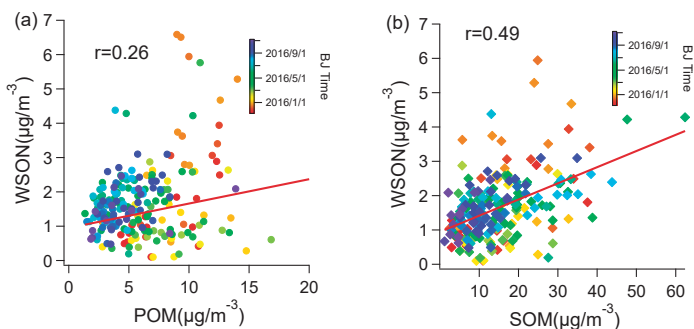 (a)
r=0.26
BJ Time
2016/9/1
2016/5/1
2016/1/1
WSON(μg/m⁻³)
7
6
5
4
3
2
1
0
0 5 10 15 20
POM(μg/m⁻³)
(b)
r=0.49
BJ Time
2016/9/1
2016/5/1
2016/1/1
WSON(μg/m⁻³)
7
6
5
4
3
2
1
0
10 20 30 40 50 60
SOM(μg/m⁻³)